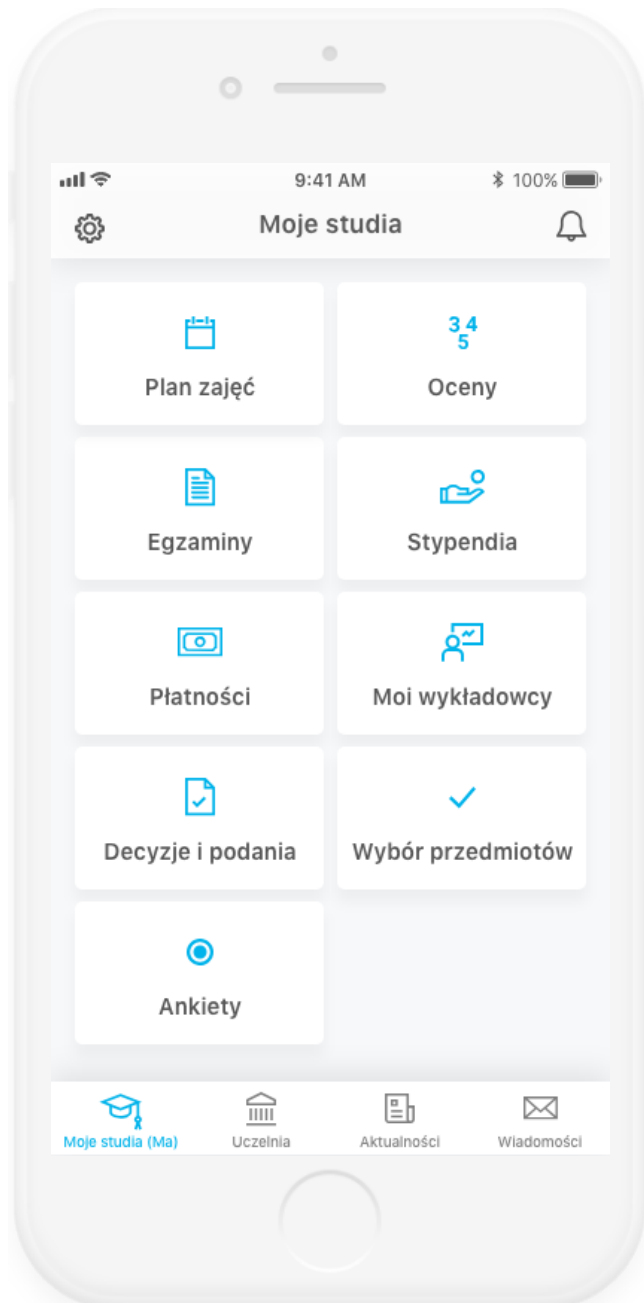 9:41 AM
100%
Moje studia
Plan zajęć
3 4
5
Oceny
Egzaminy
Stypendia
Płatności
Moi wykładowcy
Decyzje i podania
Wybór przedmiotów
Ankiety
Moje studia (Ma)
Uczelnia
Aktualności
Wiadomości